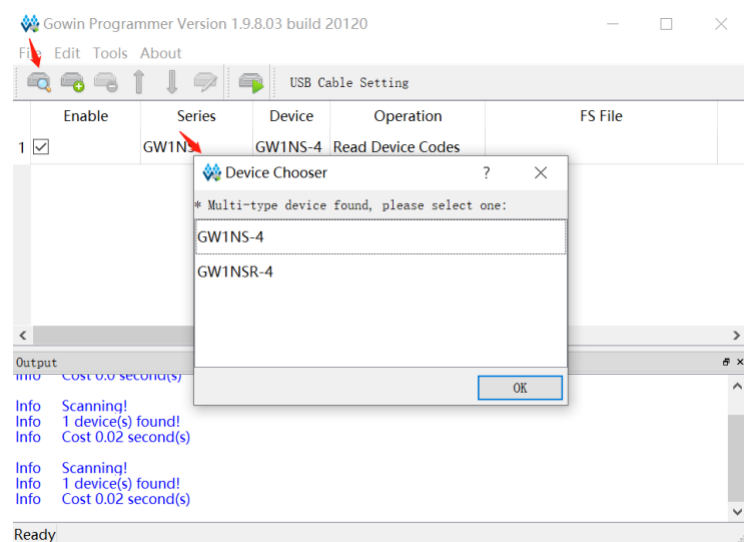 Gowin Programmer Version 1.9.8.03 build 20120
File Edit Tools About
USB Cable Setting
Enable Series Device Operation FS File
1 GW1NS GW1NS-4 Read Device Codes
Device Chooser ?
* Multi-type device found, please select one:
GW1NS-4
GW1NSR-4
OK
Output
Info Cost 0.0 second(s)
Info Scanning!
Info 1 device(s) found!
Info Cost 0.02 second(s)
Info Scanning!
Info 1 device(s) found!
Info Cost 0.02 second(s)
Ready